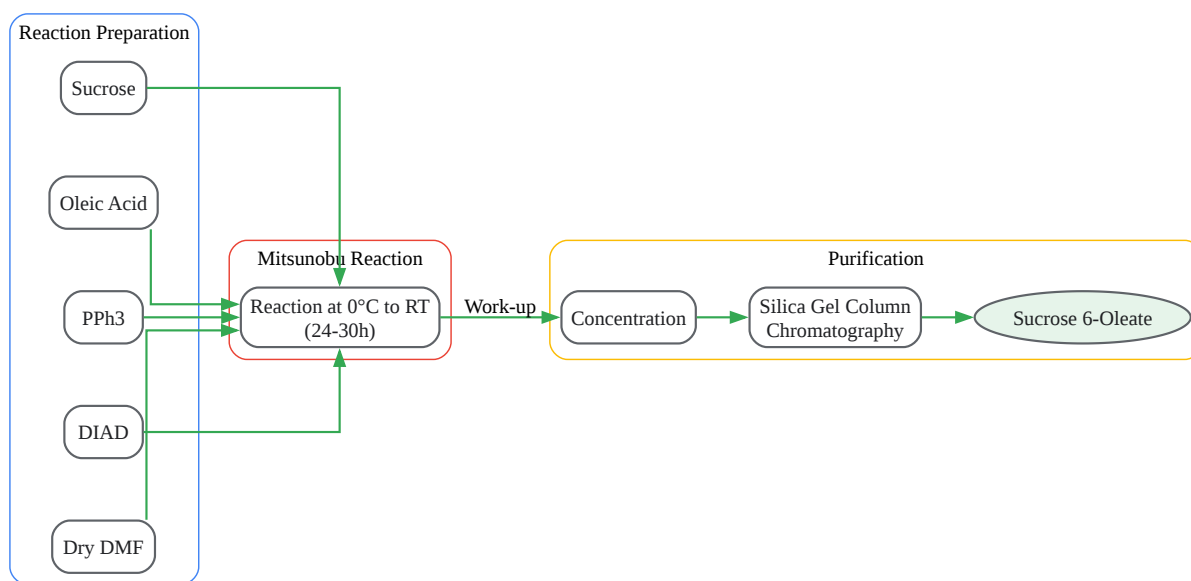 Reaction Preparation
Sucrose
Oleic Acid
PPh3
DIAD
Dry DMF
Mitsunobu Reaction
Reaction at 0°C to RT
(24-30h)
Work-up
Purification
Concentration
Silica Gel Column
Chromatography
Sucrose 6-Oleate